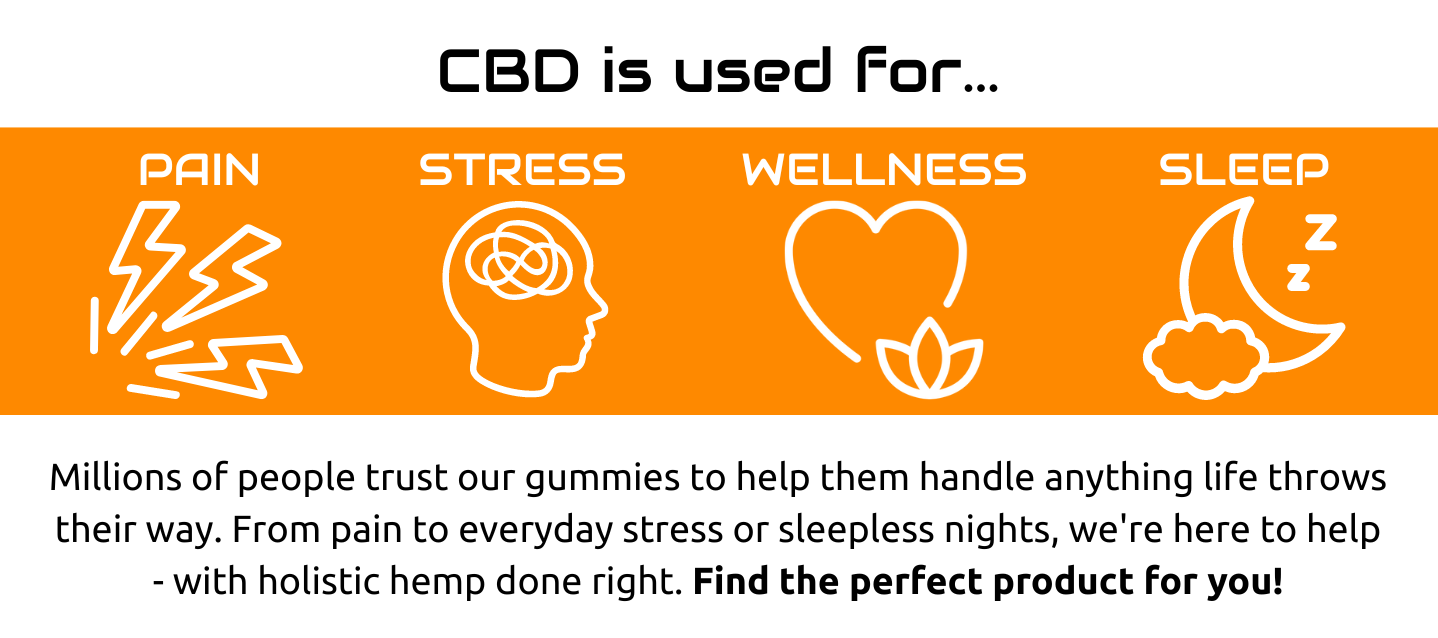 CBD is used for...
PAIN STRESS WELLNESS SLEEP
z
z
Millions of people trust our gummies to help them handle anything life throws
their way. From pain to everyday stress or sleepless nights, we're here to help
- with holistic hemp done right. Find the perfect product for you!